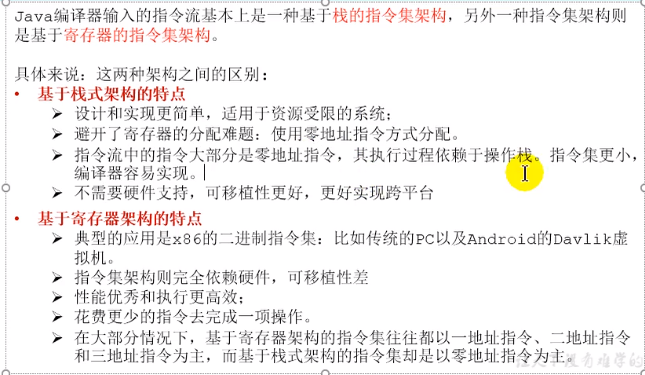 Java编译器输入的指令流基本上是一种基于栈的指令集架构，另外一种指令集架构则
是基于寄存器的指令集架构。
具体来说：这两种架构之间的区别：
• 基于栈式架构的特点
➢ 设计和实现更简单，适用于资源受限的系统；
➢ 避开了寄存器的分配难题：使用零地址指令方式分配。
➢ 指令流中的指令大部分是零地址指令，其执行过程依赖于操作栈。指令集更小，
编译器容易实现。
➢ 不需要硬件支持，可移植性更好，更好实现跨平台
• 基于寄存器架构的特点
➢ 典型的应用是x86的二进制指令集：比如传统的PC以及Android的Davlik虚
拟机。
➢ 指令集架构则完全依赖硬件，可移植性差
➢ 性能优秀和执行更高效；
➢ 花费更少的指令去完成一项操作。
➢ 在大部分情况下，基于寄存器架构的指令集往往都以一地址指令、二地址指令
和三地址指令为主，而基于栈式架构的指令集却是以零地址指令为主。